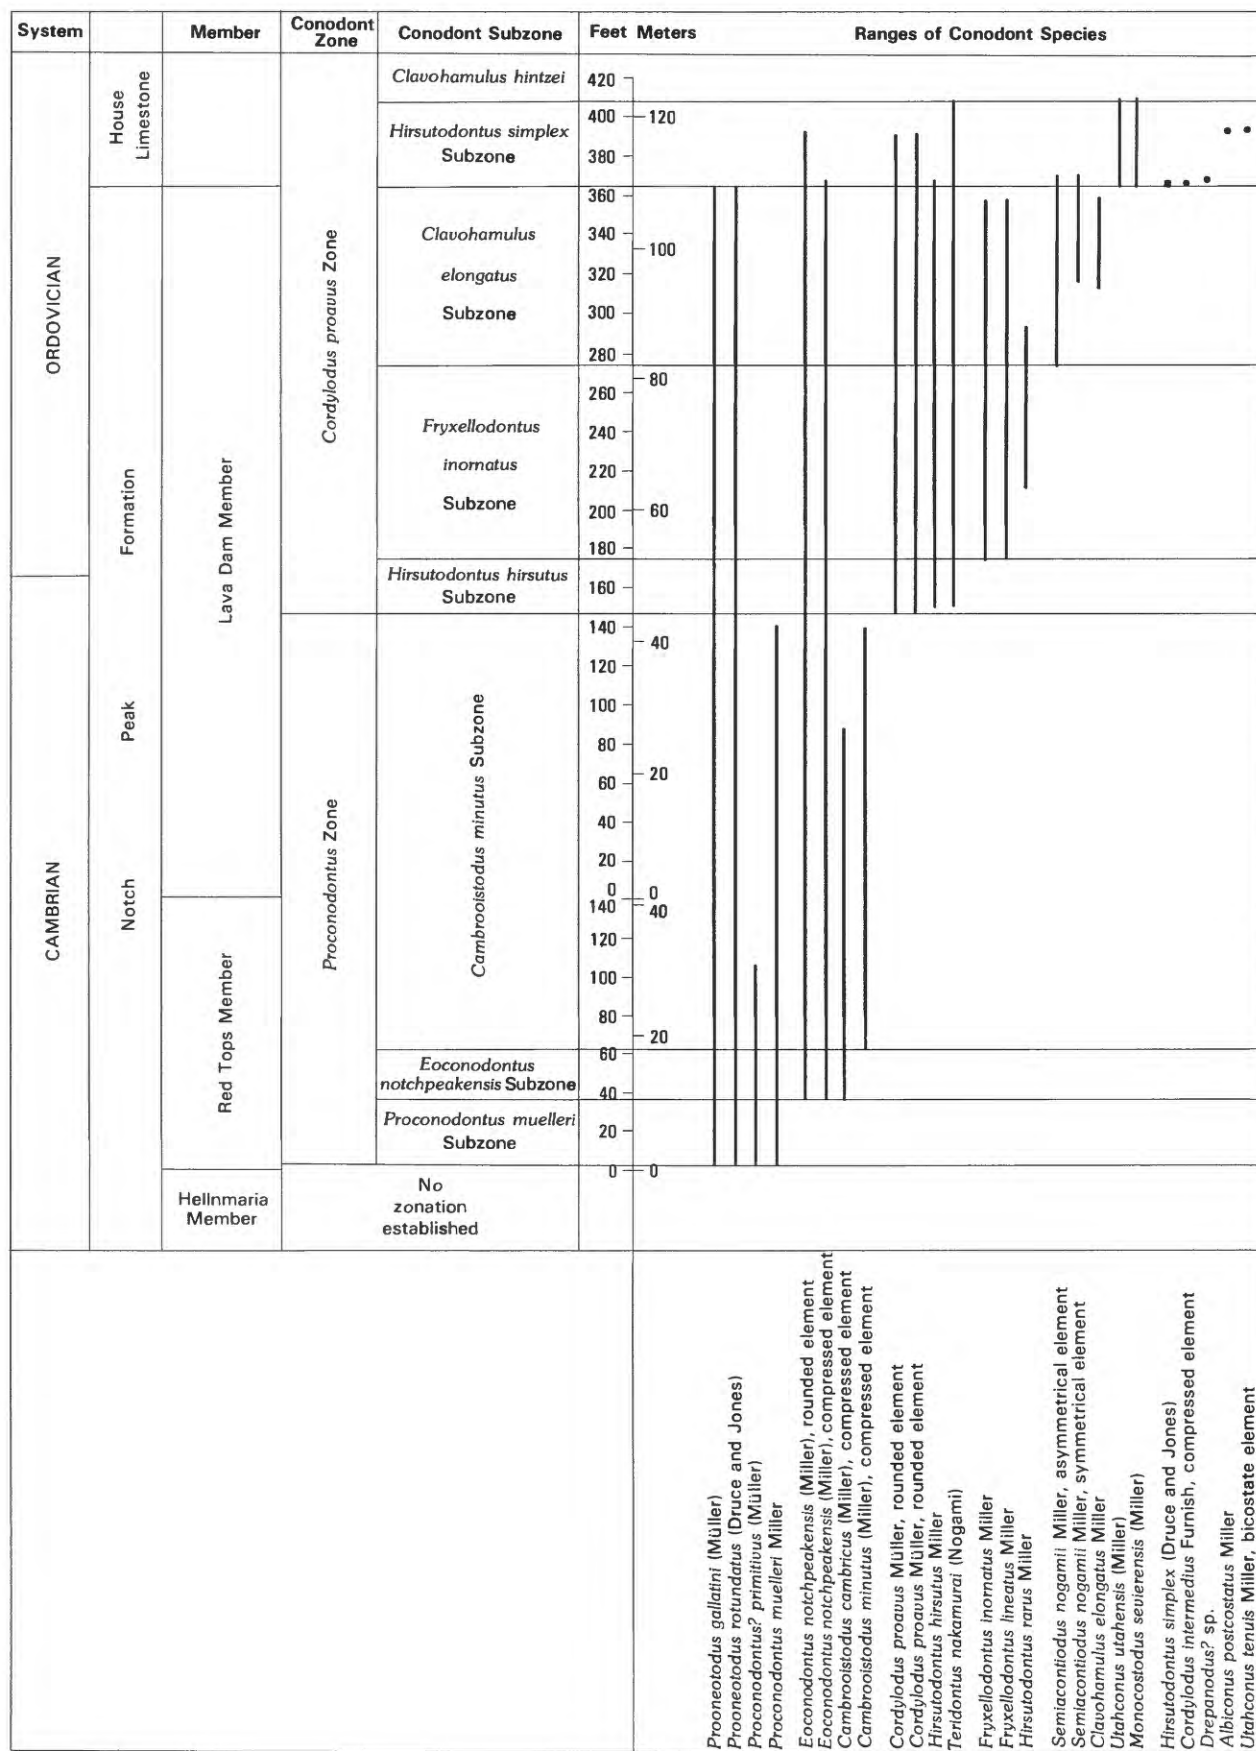 System Member Conodont Zone Conodont Subzone Feet Meters Ranges of Conodont Species
ORDOVICIAN
CAMBRIAN
House
Limestone
Formation
Peak
Notch
Lava Dam Member
Red Tops Member
Hellnmaria
Member
Cordylodus proavus Zone
Proconodontus Zone
Clavohamulus hintzei
Hirsutodontus simplex
Subzone
Clavohamulus
elongatus
Subzone
Fryxellodontus
inornatus
Subzone
Hirsutodontus hirsutus
Subzone
Cambrooistodus minutus Subzone
Eoconodontus
notchpeakensis Subzone
Proconodontus muelleri
Subzone
No
zonation
established
420
400 120
380
360
340
100
320
300
280
80
260
240
220
200 60
180
160
140
40
120
100
80
20
60
40
20
0 0
140 40
120
100
80
20
60
40
20
0 0
Prooneotodus gallatini (Müller)
Prooneotodus rotundatus (Druce and Jones)
Proconodontus? primitivus (Müller)
Proconodontus muelleri Miller
Eoconodontus notchpeakensis (Miller), rounded element
Eoconodontus notchpeakensis (Miller), compressed element
Cambrooistodus cambricus (Miller), compressed element
Cambrooistodus minutus (Miller), compressed element
Cordylodus proavus Müller, rounded element
Cordylodus proavus Müller, rounded element
Hirsutodontus hirsutus Miller
Teridontus nakamurai (Nogami)
Fryxellodontus inornatus Miller
Fryxellodontus lineatus Miller
Hirsutodontus rarus Miller
Semiacontiodus nogamii Miller, asymmetrical element
Semiacontiodus nogamii Miller, symmetrical element
Clavohamulus elongatus Miller
Utahconus utahensis (Miller)
Monocostodus sevierensis (Miller)
Hirsutodontus simplex (Druce and Jones)
Cordylodus intermedius Furnish, compressed element
Drepanodus? sp.
Albiconus postcostatus Miller
Utahconus tenuis Miller, bicostate element